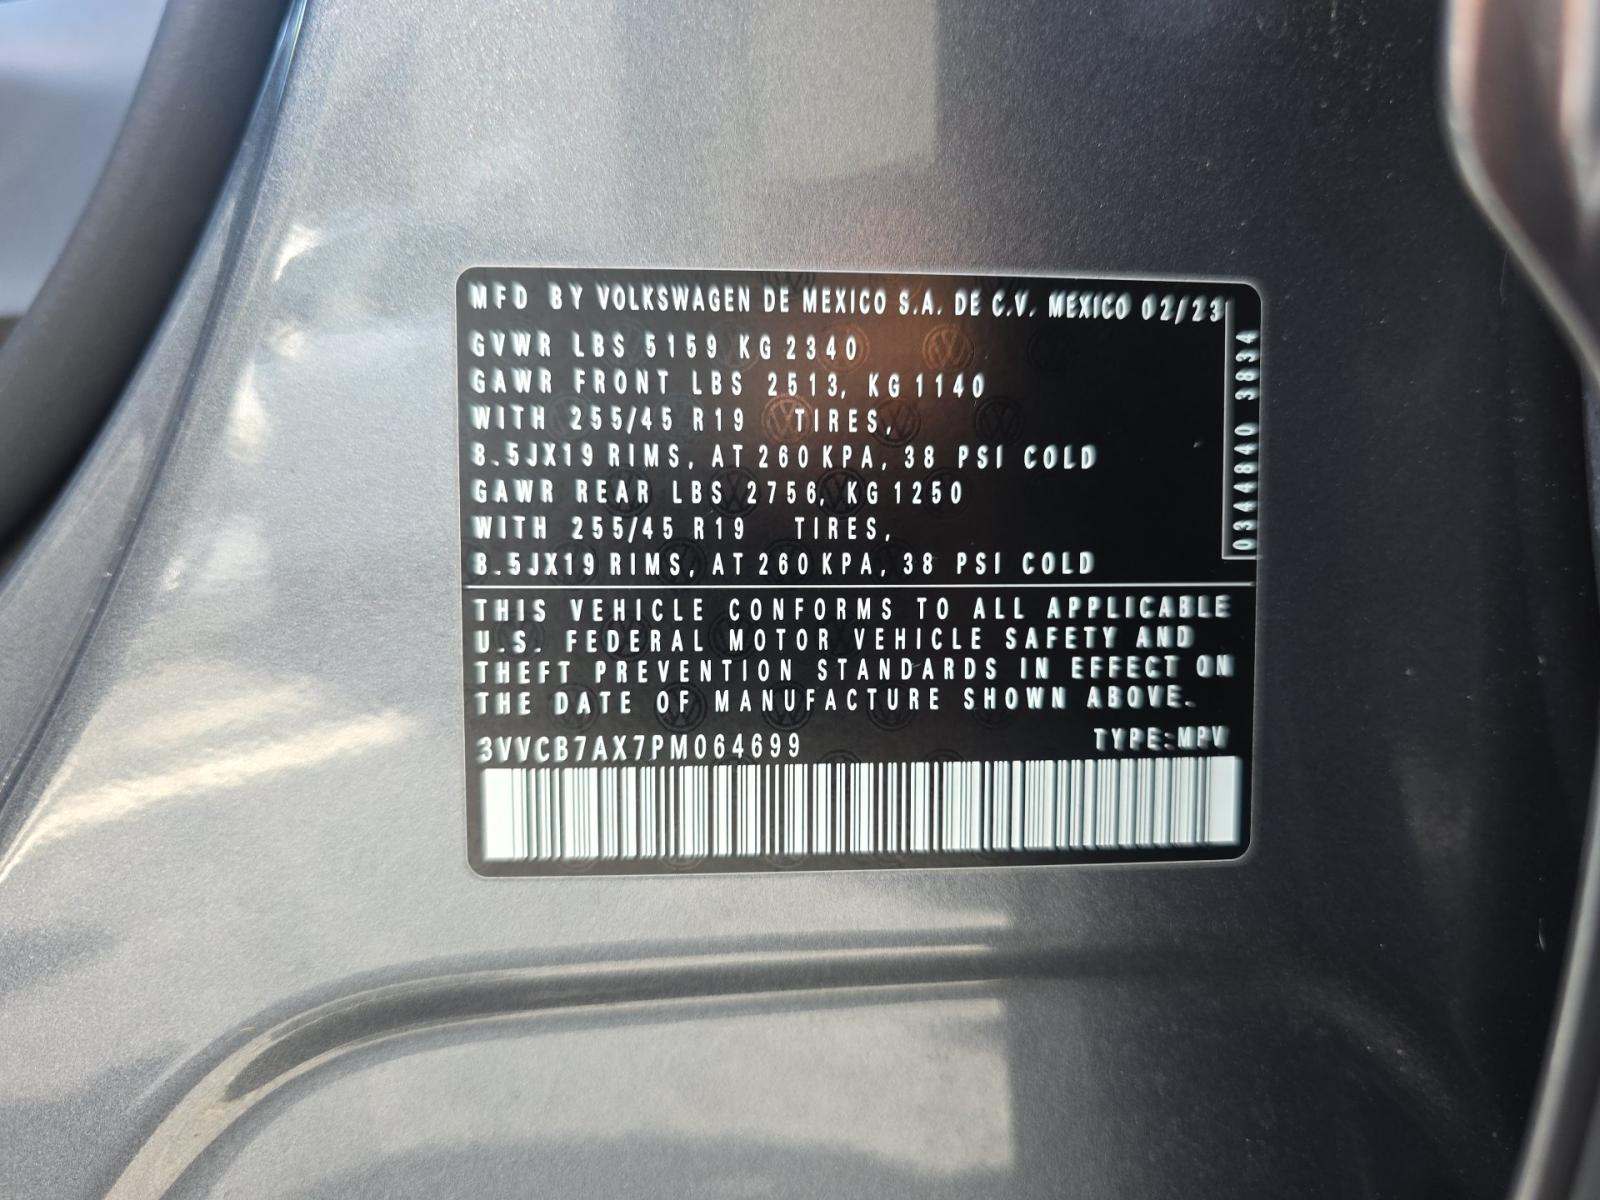 MFD BY VOLKSWAGEN DE MEXICO S.A. DE C.V. MEXICO 02/23
GVWR LBS 5159 KG 2340
GAWR FRONT LBS 2513, KG 1140
WITH 255/45 R19 TIRES,
8.5JX19 RIMS, AT 260 KPA, 38 PSI COLD
GAWR REAR LBS 2756, KG 1250
WITH 255/45 R19 TIRES,
8.5JX19 RIMS, AT 260 KPA, 38 PSI COLD
0344840 3834
THIS VEHICLE CONFORMS TO ALL APPLICABLE
U.S. FEDERAL MOTOR VEHICLE SAFETY AND
THEFT PREVENTION STANDARDS IN EFFECT ON
THE DATE OF MANUFACTURE SHOWN ABOVE.
3VVCB7AX7PM064699 TYPE:MPV